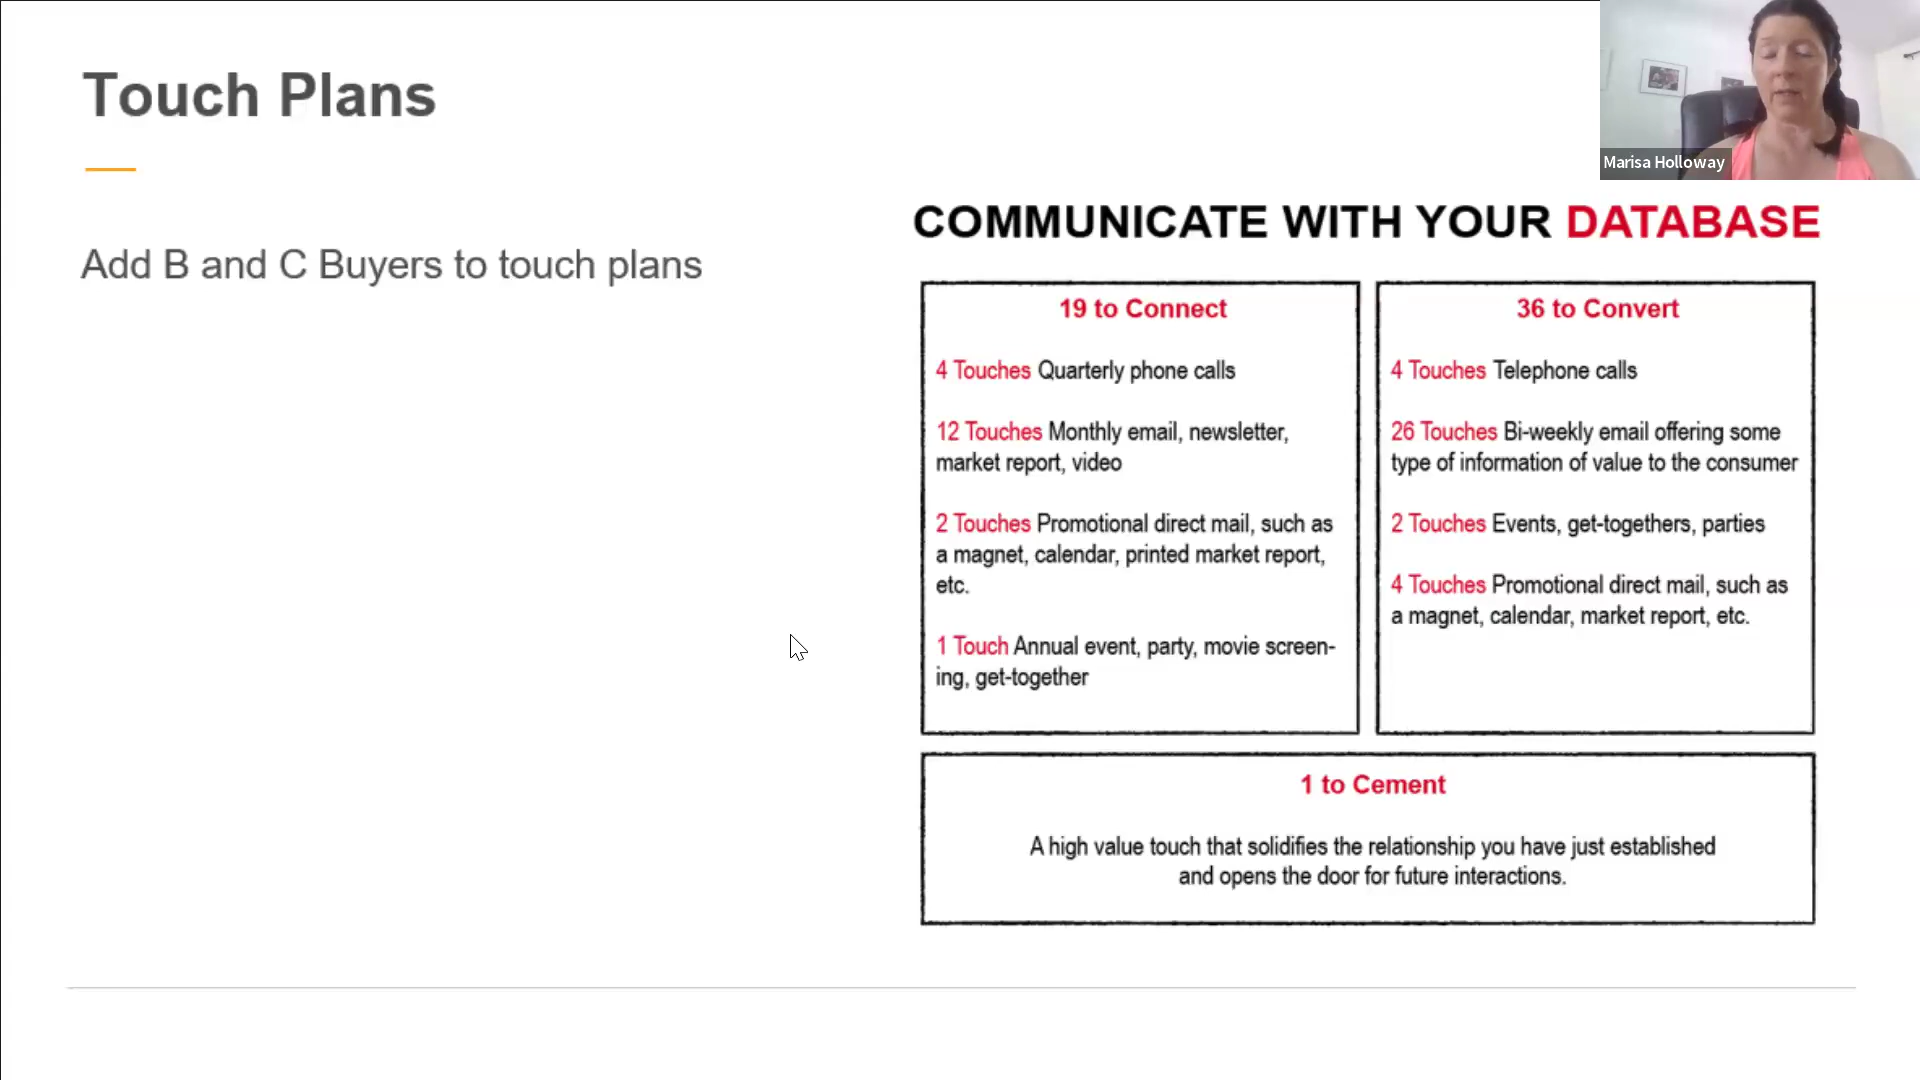 Touch Plans
Marisa Holloway
Add B and C Buyers to touch plans
COMMUNICATE WITH YOUR DATABASE
19 to Connect
4 Touches Quarterly phone calls
12 Touches Monthly email, newsletter,
market report, video
2 Touches Promotional direct mail, such as
a magnet, calendar, printed market report,
etc.
1 Touch Annual event, party, movie screen-
ing, get-together
36 to Convert
4 Touches Telephone calls
26 Touches Bi-weekly email offering some
type of information of value to the consumer
2 Touches Events, get-togethers, parties
4 Touches Promotional direct mail, such as
a magnet, calendar, market report, etc.
1 to Cement
A high value touch that solidifies the relationship you have just established
and opens the door for future interactions.